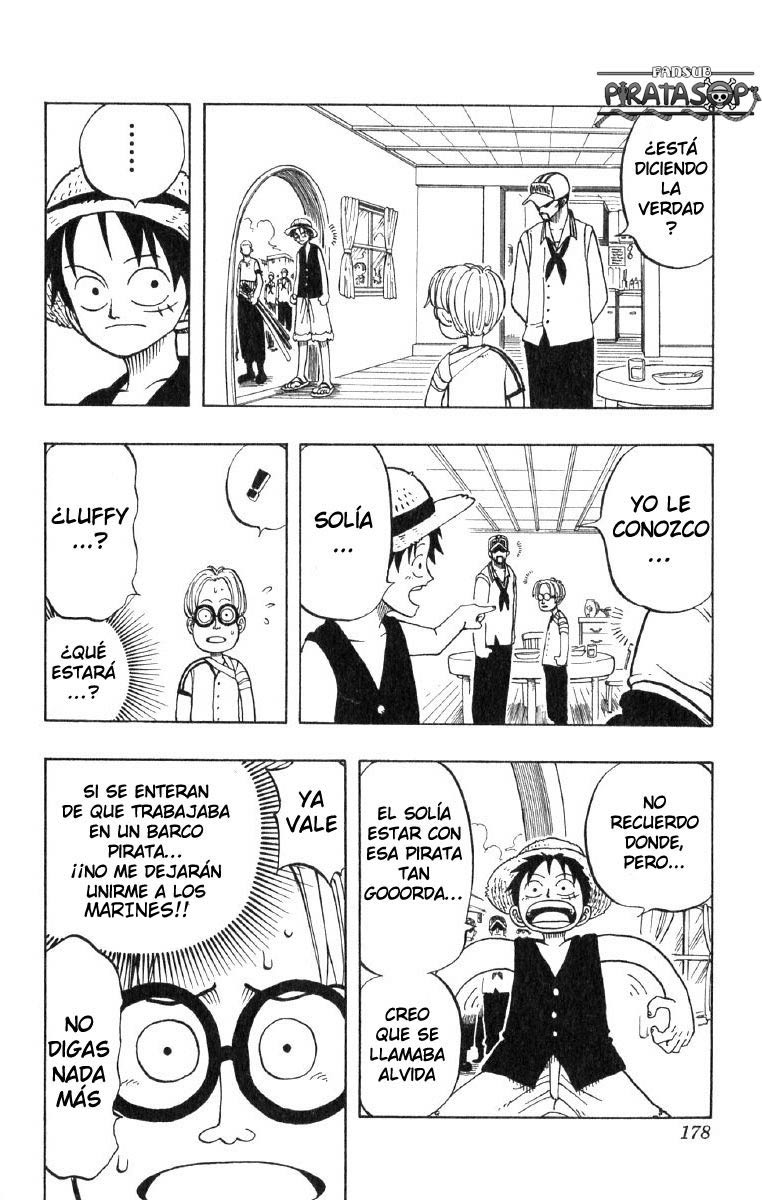 FANSUB
PIRATASOP
¿ESTÁ
DICIENDO
LA
VERDAD
?
MARINE
......
YO LE
CONOZCO
...
SOLÍA
...
!
¿LUFFY
...?
¿QUÉ
ESTARÁ
...?
NO
RECUERDO
DONDE,
PERO...
EL SOLÍA
ESTAR CON
ESA PIRATA
TAN
GOOORDA...
CREO
QUE SE
LLAMABA
ALVIDA
YA
VALE
SI SE ENTERAN
DE QUE TRABAJABA
EN UN BARCO
PIRATA...
¡¡NO ME DEJARÁN
UNIRME A LOS
MARINES!!
NO
DIGAS
NADA
MÁS
178